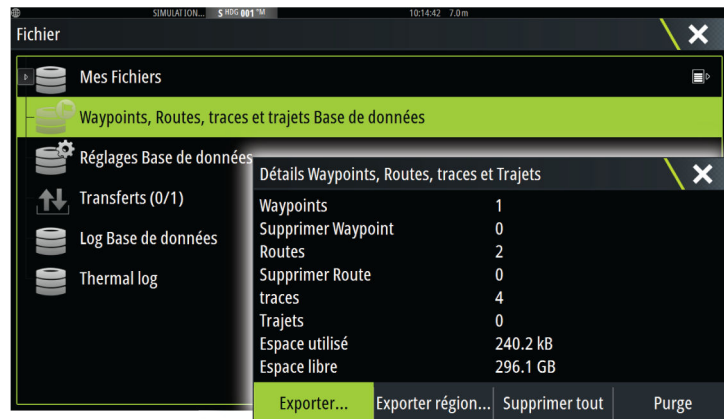 SIMULATION... S HDG 001 °M 10:14:42 7.0 m
Fichier
Mes Fichiers
Waypoints, Routes, traces et trajets Base de données
Réglages Base de données
Détails Waypoints, Routes, traces et Trajets
Transferts (0/1)
Log Base de données
Thermal log
Waypoints 1
Supprimer Waypoint 0
Routes 2
Supprimer Route 0
traces 4
Trajets 0
Espace utilisé 240.2 kB
Espace libre 296.1 GB
Exporter... Exporter région... Supprimer tout Purge